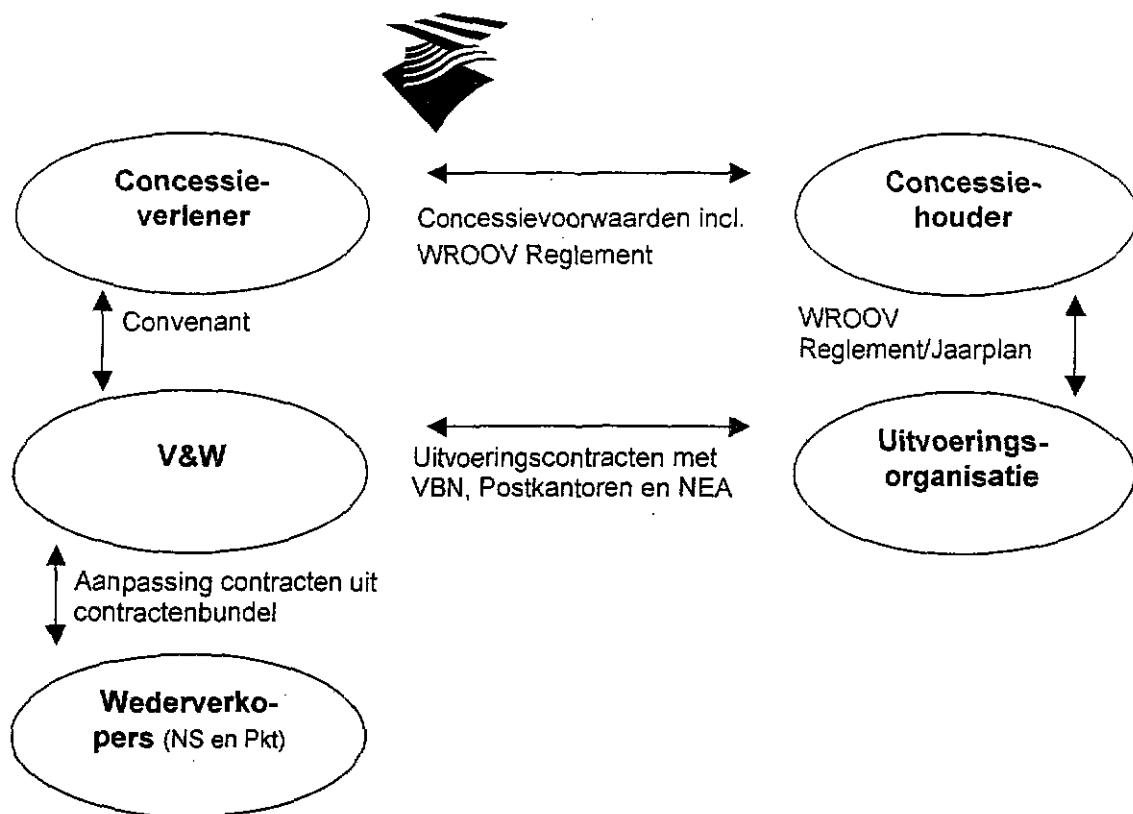 Concessie-
verlener
Concessievoorwaarden incl.
WROOV Reglement
Concessie-
houder
Convenant
WROOV
Reglement/Jaarplan
V&W
Uitvoeringscontracten met
VBN, Postkantoren en NEA
Uitvoerings-
organisatie
Aanpassing contracten uit
contractenbundel
Wederverko-
pers (NS en Pkt)